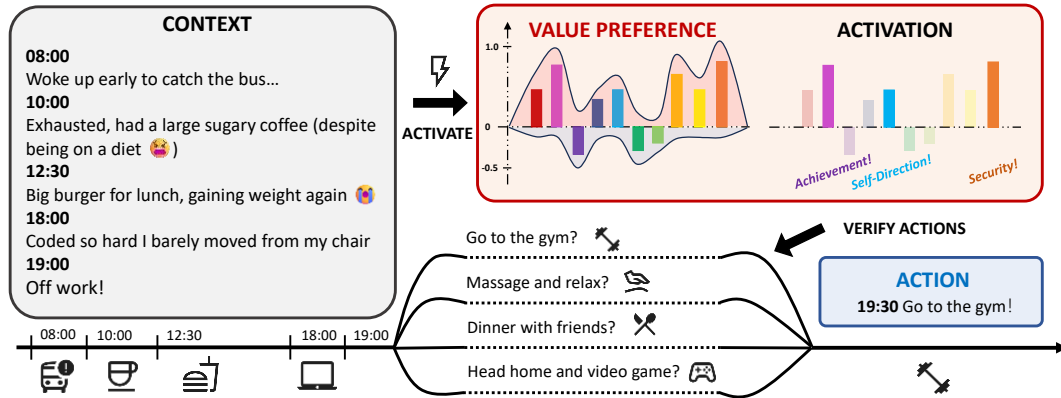 CONTEXT
08:00
Woke up early to catch the bus...
10:00
Exhausted, had a large sugary coffee (despite
being on a diet 😫)
12:30
Big burger for lunch, gaining weight again 😭
18:00
Coded so hard I barely moved from my chair
19:00
Off work!
ACTIVATE
VALUE PREFERENCE
ACTIVATION
1.0
0
-0.5
Achievement!
Self-Direction!
Security!
VERIFY ACTIONS
Go to the gym?
Massage and relax?
Dinner with friends?
Head home and video game?
ACTION
19:30 Go to the gym!
08:00
10:00
12:30
18:00
19:00